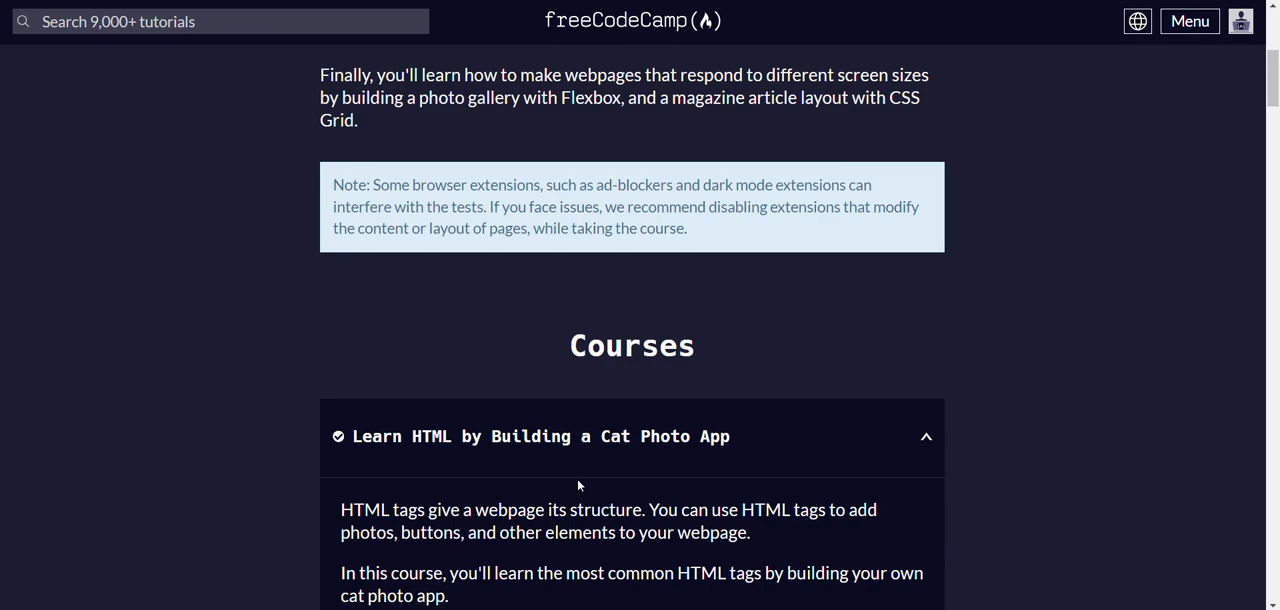 Search 9,000+ tutorials
freeCodeCamp
Menu
Finally, you'll learn how to make webpages that respond to different screen sizes
by building a photo gallery with Flexbox, and a magazine article layout with CSS
Grid.
Note: Some browser extensions, such as ad-blockers and dark mode extensions can
interfere with the tests. If you face issues, we recommend disabling extensions that modify
the content or layout of pages, while taking the course.
Courses
Learn HTML by Building a Cat Photo App
HTML tags give a webpage its structure. You can use HTML tags to add
photos, buttons, and other elements to your webpage.
In this course, you'll learn the most common HTML tags by building your own
cat photo app.